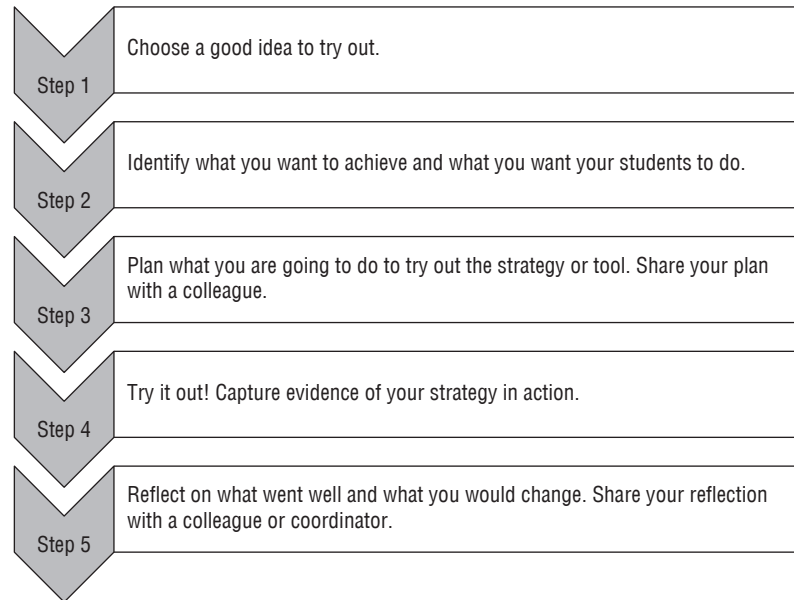 Step 1
Choose a good idea to try out.
Step 2
Identify what you want to achieve and what you want your students to do.
Step 3
Plan what you are going to do to try out the strategy or tool. Share your plan
with a colleague.
Step 4
Try it out! Capture evidence of your strategy in action.
Step 5
Reflect on what went well and what you would change. Share your reflection
with a colleague or coordinator.